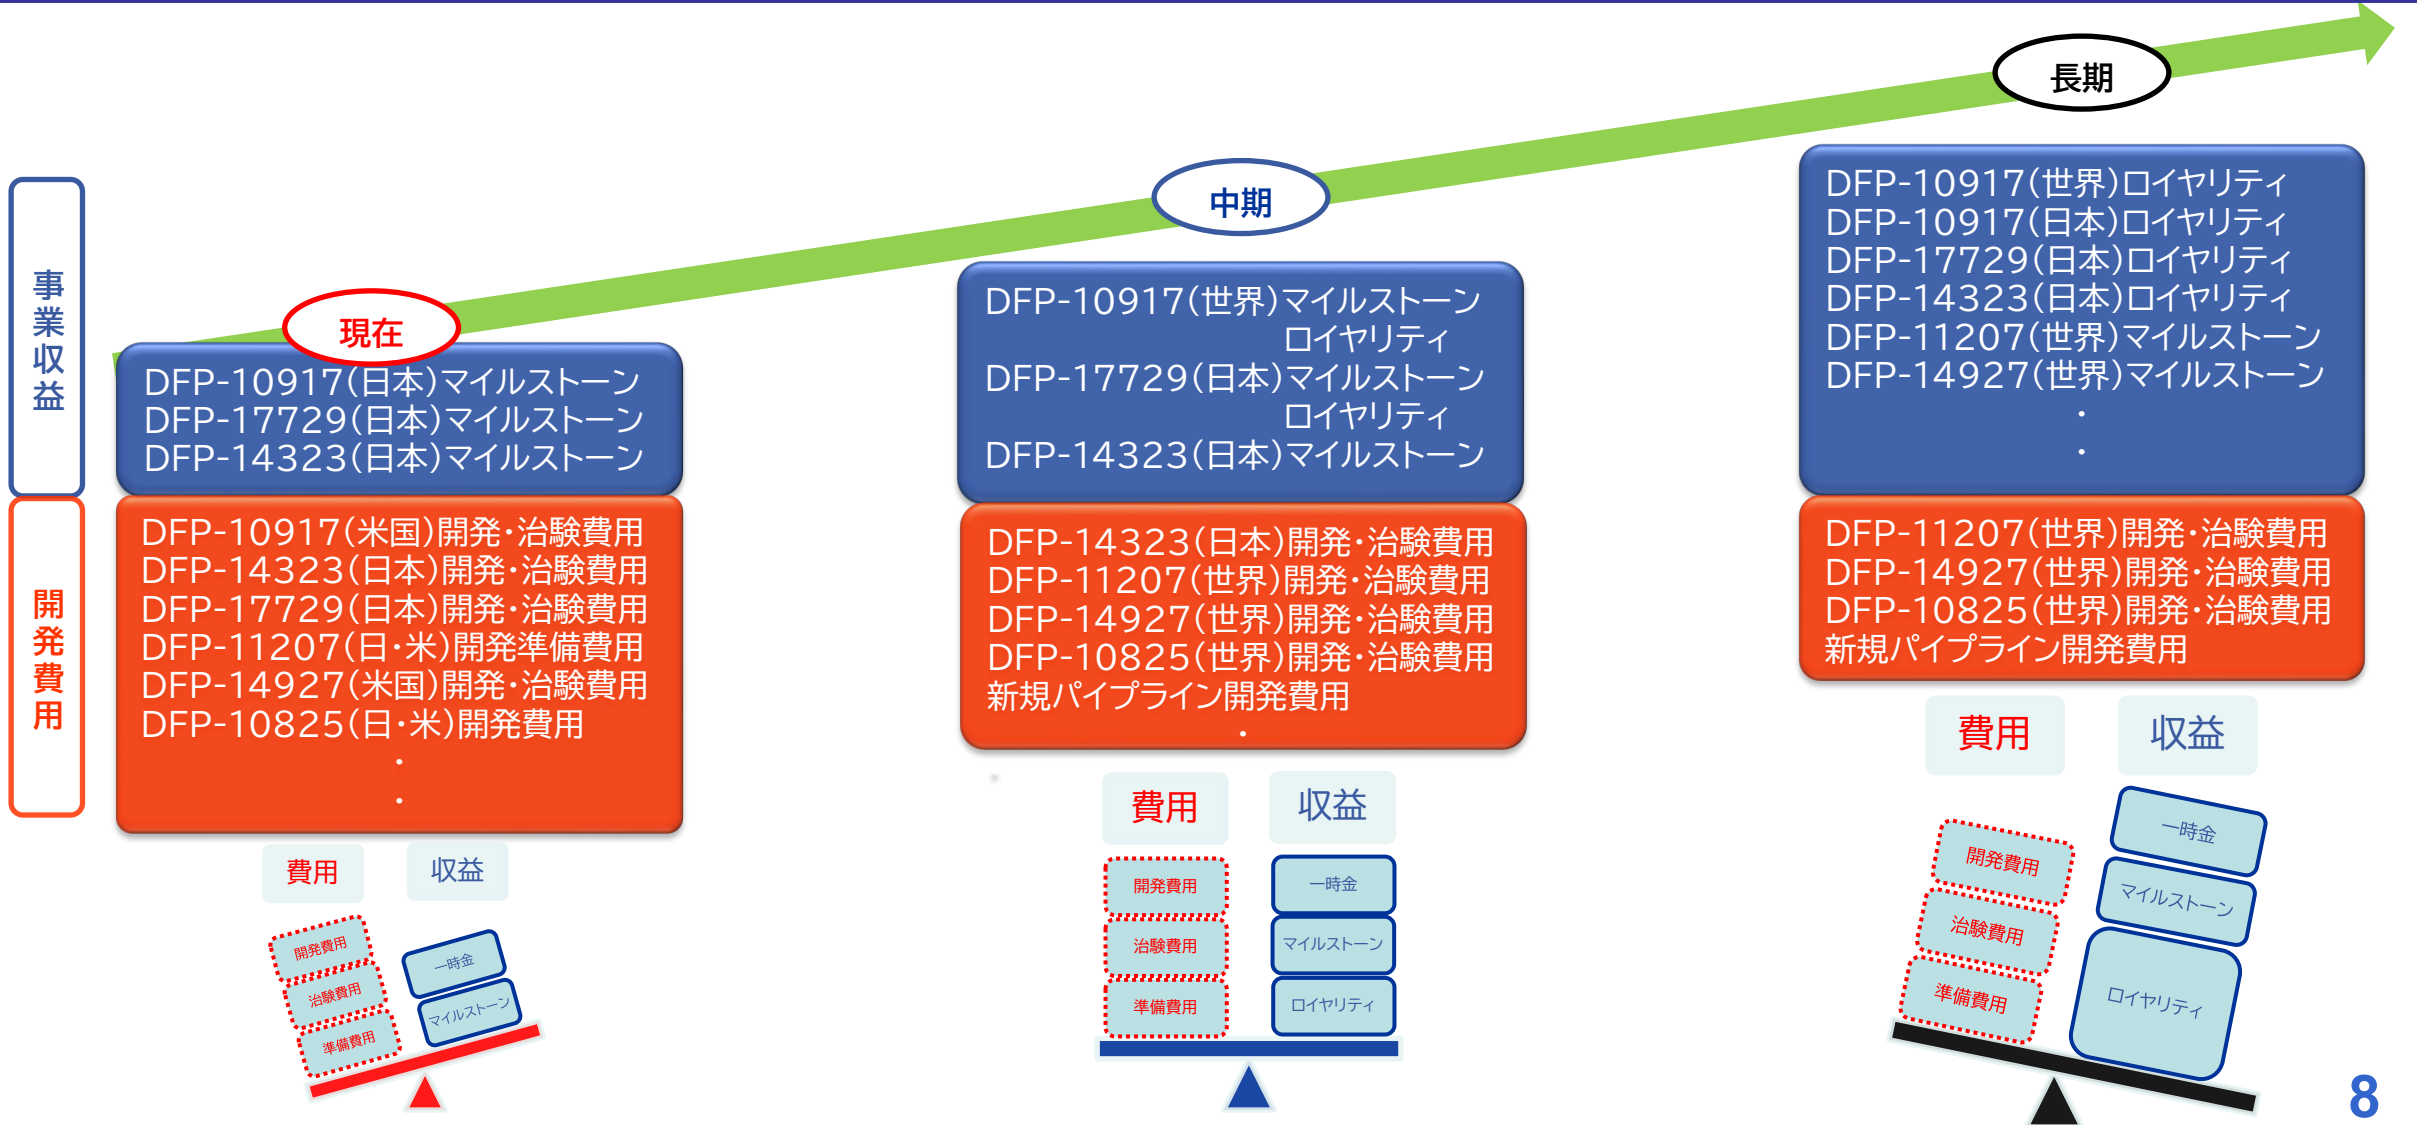 長期
中期
現在
事業収益
DFP-10917(日本)マイルストーン
DFP-17729(日本)マイルストーン
DFP-14323(日本)マイルストーン
DFP-10917(世界)マイルストーン
ロイヤリティ
DFP-17729(日本)マイルストーン
ロイヤリティ
DFP-14323(日本)マイルストーン
DFP-10917(世界)ロイヤリティ
DFP-10917(日本)ロイヤリティ
DFP-17729(日本)ロイヤリティ
DFP-14323(日本)ロイヤリティ
DFP-11207(世界)マイルストーン
DFP-14927(世界)マイルストーン
・
・
開発費用
DFP-10917(米国)開発・治験費用
DFP-14323(日本)開発・治験費用
DFP-17729(日本)開発・治験費用
DFP-11207(日・米)開発準備費用
DFP-14927(米国)開発・治験費用
DFP-10825(日・米)開発費用
・
・
DFP-14323(日本)開発・治験費用
DFP-11207(世界)開発・治験費用
DFP-14927(世界)開発・治験費用
DFP-10825(世界)開発・治験費用
新規パイプライン開発費用
・
DFP-11207(世界)開発・治験費用
DFP-14927(世界)開発・治験費用
DFP-10825(世界)開発・治験費用
新規パイプライン開発費用
費用
収益
開発費用
治験費用
準備費用
一時金
マイルストーン
費用
収益
開発費用
治験費用
準備費用
一時金
マイルストーン
ロイヤリティ
費用
収益
開発費用
治験費用
準備費用
一時金
マイルストーン
ロイヤリティ
8